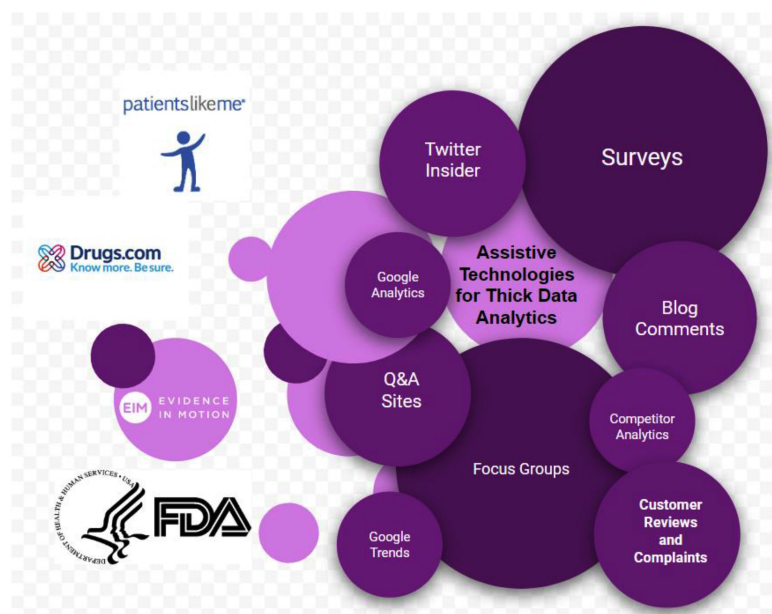 patientslikeme®
Drugs.com
Know more. Be sure.
EIM
EVIDENCE
IN MOTION
DEPARTMENT OF HEALTH & HUMAN SERVICES • USA
FDA
Twitter
Insider
Surveys
Assistive
Technologies
for Thick Data
Analytics
Google
Analytics
Blog
Comments
Q&A
Sites
Competitor
Analytics
Focus Groups
Customer
Reviews
and
Complaints
Google
Trends